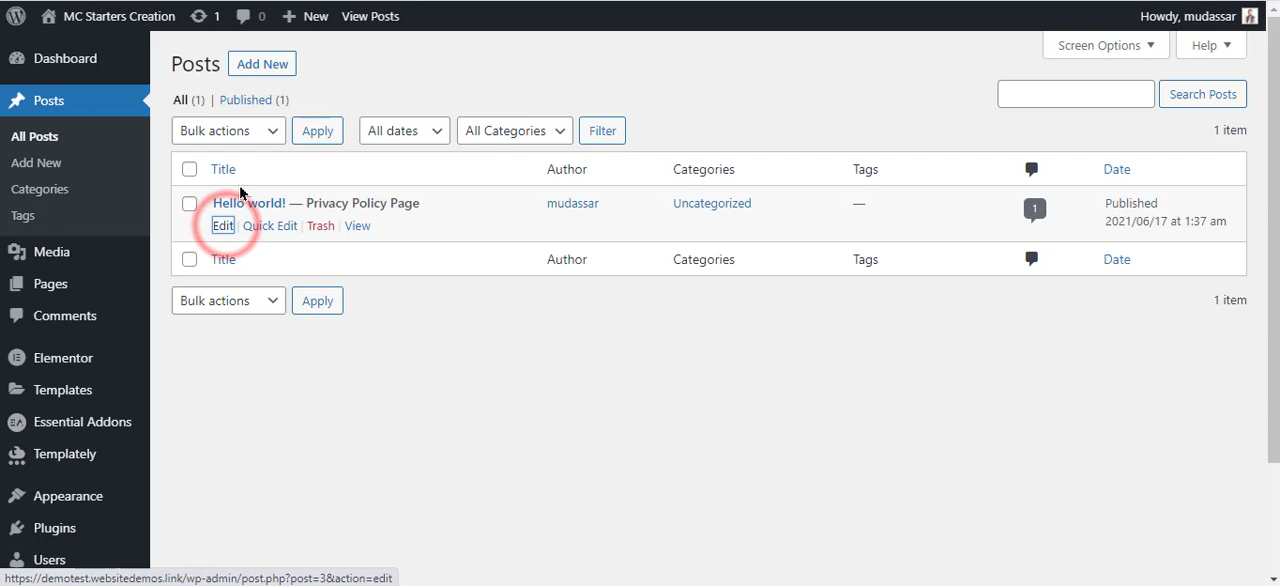 MC Starters Creation 1 0 New View Posts Howdy, mudassar
Screen Options Help
Dashboard
Posts
All Posts
Add New
Categories
Tags
Media
Pages
Comments
Elementor
Templates
Essential Addons
Templately
Appearance
Plugins
Users
Posts Add New
All (1) | Published (1)
Search Posts
Bulk actions Apply All dates All Categories Filter 1 item
Title Author Categories Tags Date
Hello world! — Privacy Policy Page mudassar Uncategorized — 1 Published
Edit | Quick Edit | Trash | View 2021/06/17 at 1:37 am
Title Author Categories Tags Date
Bulk actions Apply 1 item
https://demotest.websitedemos.link/wp-admin/post.php?post=3&action=edit